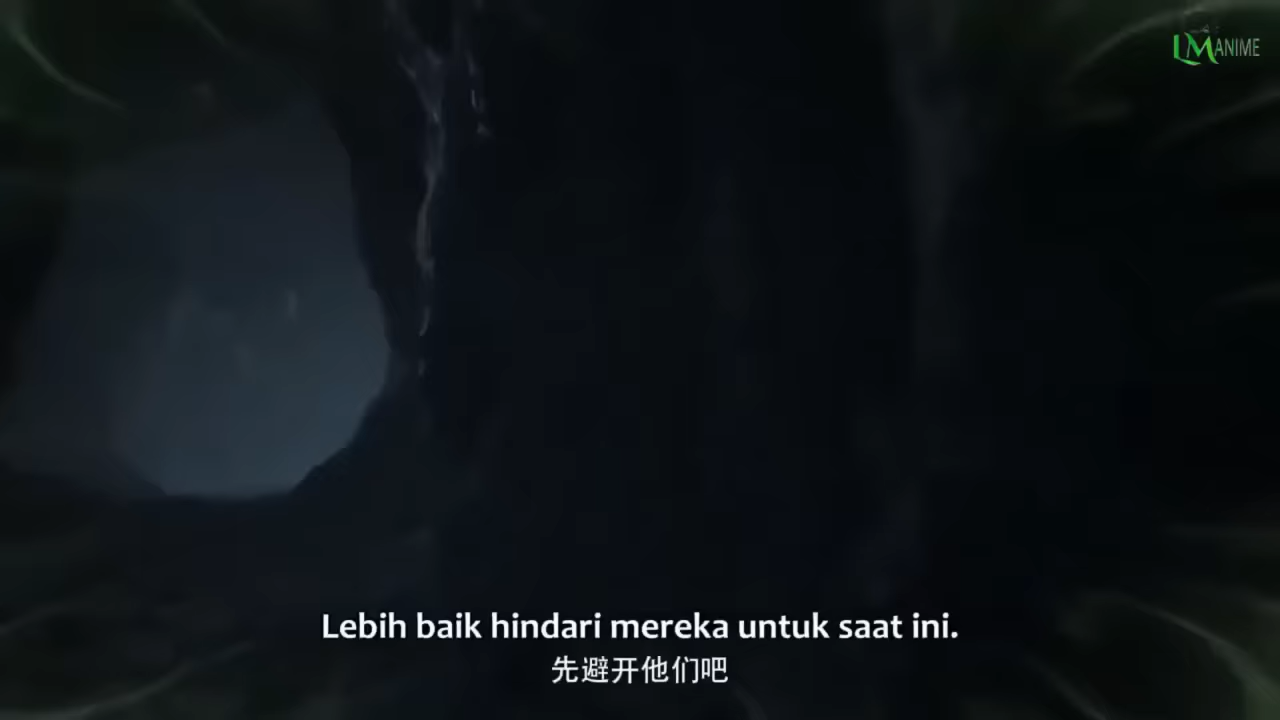 LMANIME
Lebih baik hindari mereka untuk saat ini.
先避开他们吧